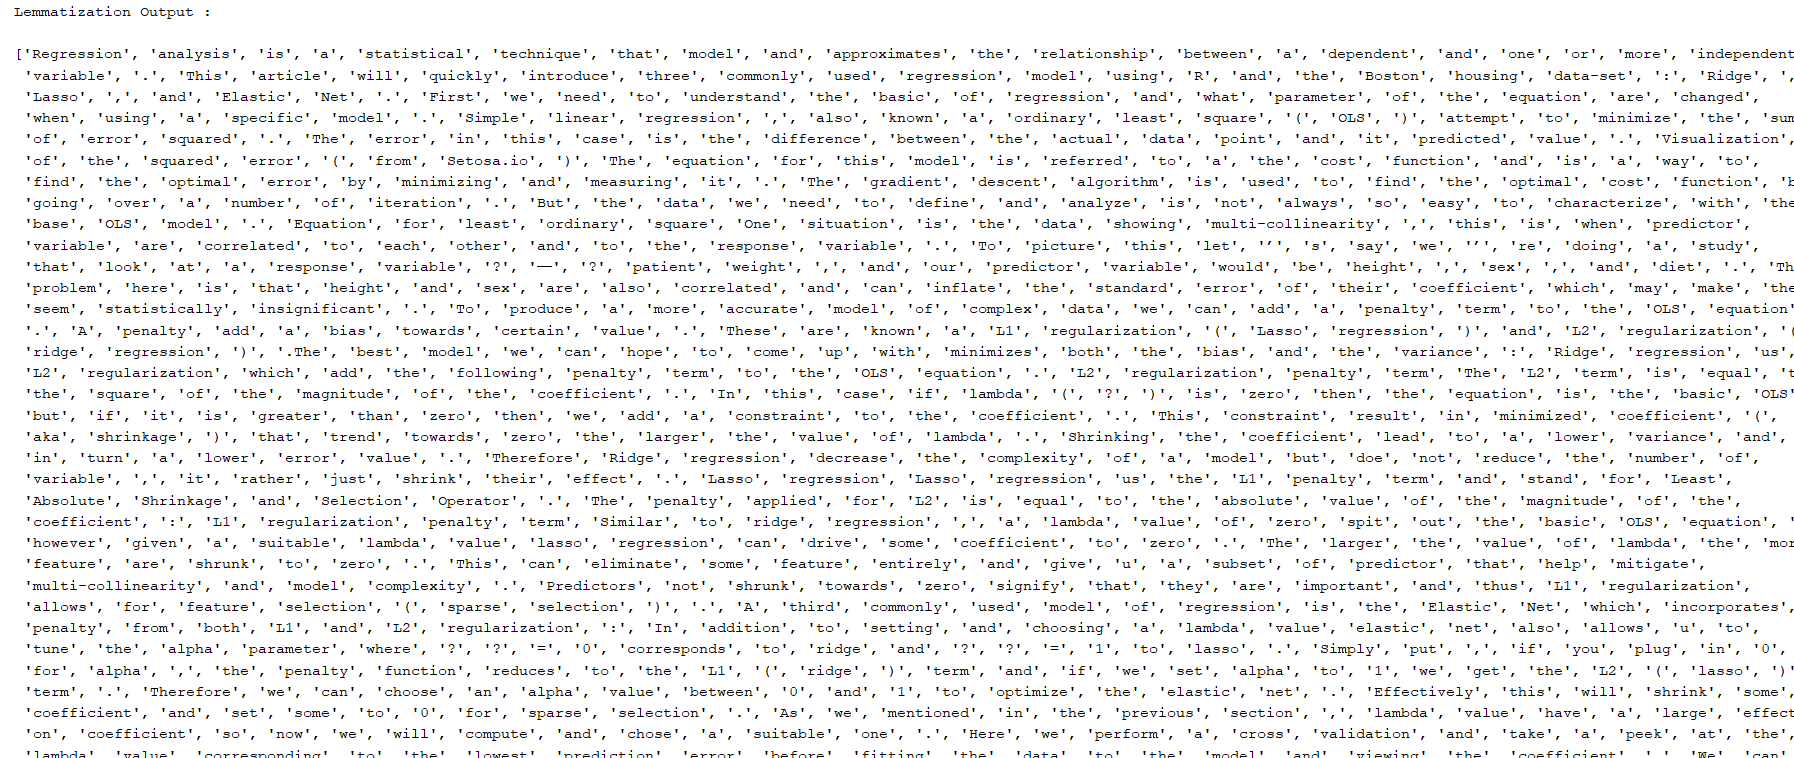 Lemmatization Output :
['Regression', 'analysis', 'is', 'a', 'statistical', 'technique', 'that', 'model', 'and', 'approximates', 'the', 'relationship', 'between', 'a', 'dependent', 'and', 'one', 'or', 'more', 'independent
'variable', '.', 'This', 'article', 'will', 'quickly', 'introduce', 'three', 'commonly', 'used', 'regression', 'model', 'using', 'R', 'and', 'the', 'Boston', 'housing', 'data-set', ':', 'Ridge', ',
'Lasso', ',', 'and', 'Elastic', 'Net', '.', 'First', 'we', 'need', 'to', 'understand', 'the', 'basic', 'of', 'regression', 'and', 'what', 'parameter', 'of', 'the', 'equation', 'are', 'changed',
'when', 'using', 'a', 'specific', 'model', '.', 'Simple', 'linear', 'regression', ',', 'also', 'known', 'a', 'ordinary', 'least', 'square', '(', 'OLS', ')', 'attempt', 'to', 'minimize', 'the', 'sum
'of', 'error', 'squared', '.', 'The', 'error', 'in', 'this', 'case', 'is', 'the', 'difference', 'between', 'the', 'actual', 'data', 'point', 'and', 'it', 'predicted', 'value', '.', 'Visualization',
'of', 'the', 'squared', 'error', '(', 'from', 'Setosa.io', ')', 'The', 'equation', 'for', 'this', 'model', 'is', 'referred', 'to', 'a', 'the', 'cost', 'function', 'and', 'is', 'a', 'way', 'to',
'find', 'the', 'optimal', 'error', 'by', 'minimizing', 'and', 'measuring', 'it', '.', 'The', 'gradient', 'descent', 'algorithm', 'is', 'used', 'to', 'find', 'the', 'optimal', 'cost', 'function', 'b
'going', 'over', 'a', 'number', 'of', 'iteration', '.', 'But', 'the', 'data', 'we', 'need', 'to', 'define', 'and', 'analyze', 'is', 'not', 'always', 'so', 'easy', 'to', 'characterize', 'with', 'the
'base', 'OLS', 'model', '.', 'Equation', 'for', 'least', 'ordinary', 'square', 'One', 'situation', 'is', 'the', 'data', 'showing', 'multi-collinearity', ',', 'this', 'is', 'when', 'predictor',
'variable', 'are', 'correlated', 'to', 'each', 'other', 'and', 'to', 'the', 'response', 'variable', '.', 'To', 'picture', 'this', 'let', '’', 's', 'say', 'we', '’', 're', 'doing', 'a', 'study',
'that', 'look', 'at', 'a', 'response', 'variable', '?', '—', '?', 'patient', 'weight', ',', 'and', 'our', 'predictor', 'variable', 'would', 'be', 'height', ',', 'sex', ',', 'and', 'diet', '.', 'Th
'problem', 'here', 'is', 'that', 'height', 'and', 'sex', 'are', 'also', 'correlated', 'and', 'can', 'inflate', 'the', 'standard', 'error', 'of', 'their', 'coefficient', 'which', 'may', 'make', 'the
'seem', 'statistically', 'insignificant', '.', 'To', 'produce', 'a', 'more', 'accurate', 'model', 'of', 'complex', 'data', 'we', 'can', 'add', 'a', 'penalty', 'term', 'to', 'the', 'OLS', 'equation'
'.', 'A', 'penalty', 'add', 'a', 'bias', 'towards', 'certain', 'value', '.', 'These', 'are', 'known', 'a', 'L1', 'regularization', '(', 'Lasso', 'regression', ')', 'and', 'L2', 'regularization', '(
'ridge', 'regression', ')', '.The', 'best', 'model', 'we', 'can', 'hope', 'to', 'come', 'up', 'with', 'minimizes', 'both', 'the', 'bias', 'and', 'the', 'variance', ':', 'Ridge', 'regression', 'us',
'L2', 'regularization', 'which', 'add', 'the', 'following', 'penalty', 'term', 'to', 'the', 'OLS', 'equation', '.', 'L2', 'regularization', 'penalty', 'term', 'The', 'L2', 'term', 'is', 'equal', 't
'the', 'square', 'of', 'the', 'magnitude', 'of', 'the', 'coefficient', '.', 'In', 'this', 'case', 'if', 'lambda', '(', '?', ')', 'is', 'zero', 'then', 'the', 'equation', 'is', 'the', 'basic', 'OLS'
'but', 'if', 'it', 'is', 'greater', 'than', 'zero', 'then', 'we', 'add', 'a', 'constraint', 'to', 'the', 'coefficient', '.', 'This', 'constraint', 'result', 'in', 'minimized', 'coefficient', '(',
'aka', 'shrinkage', ')', 'that', 'trend', 'towards', 'zero', 'the', 'larger', 'the', 'value', 'of', 'lambda', '.', 'Shrinking', 'the', 'coefficient', 'lead', 'to', 'a', 'lower', 'variance', 'and',
'in', 'turn', 'a', 'lower', 'error', 'value', '.', 'Therefore', 'Ridge', 'regression', 'decrease', 'the', 'complexity', 'of', 'a', 'model', 'but', 'doe', 'not', 'reduce', 'the', 'number', 'of',
'variable', ',', 'it', 'rather', 'just', 'shrink', 'their', 'effect', '.', 'Lasso', 'regression', 'Lasso', 'regression', 'us', 'the', 'L1', 'penalty', 'term', 'and', 'stand', 'for', 'Least',
'Absolute', 'Shrinkage', 'and', 'Selection', 'Operator', '.', 'The', 'penalty', 'applied', 'for', 'L2', 'is', 'equal', 'to', 'the', 'absolute', 'value', 'of', 'the', 'magnitude', 'of', 'the',
'coefficient', ':', 'L1', 'regularization', 'penalty', 'term', 'Similar', 'to', 'ridge', 'regression', ',', 'a', 'lambda', 'value', 'of', 'zero', 'spit', 'out', 'the', 'basic', 'OLS', 'equation', '
'however', 'given', 'a', 'suitable', 'lambda', 'value', 'lasso', 'regression', 'can', 'drive', 'some', 'coefficient', 'to', 'zero', '.', 'The', 'larger', 'the', 'value', 'of', 'lambda', 'the', 'mor
'feature', 'are', 'shrunk', 'to', 'zero', '.', 'This', 'can', 'eliminate', 'some', 'feature', 'entirely', 'and', 'give', 'u', 'a', 'subset', 'of', 'predictor', 'that', 'help', 'mitigate',
'multi-collinearity', 'and', 'model', 'complexity', '.', 'Predictors', 'not', 'shrunk', 'towards', 'zero', 'signify', 'that', 'they', 'are', 'important', 'and', 'thus', 'L1', 'regularization',
'allows', 'for', 'feature', 'selection', '(', 'sparse', 'selection', ')', '.', 'A', 'third', 'commonly', 'used', 'model', 'of', 'regression', 'is', 'the', 'Elastic', 'Net', 'which', 'incorporates',
'penalty', 'from', 'both', 'L1', 'and', 'L2', 'regularization', ':', 'In', 'addition', 'to', 'setting', 'and', 'choosing', 'a', 'lambda', 'value', 'elastic', 'net', 'also', 'allows', 'u', 'to',
'tune', 'the', 'alpha', 'parameter', 'where', '?', '?', '=', '0', 'corresponds', 'to', 'ridge', 'and', '?', '?', '=', '1', 'to', 'lasso', '.', 'Simply', 'put', ',', 'if', 'you', 'plug', 'in', '0',
'for', 'alpha', ',', 'the', 'penalty', 'function', 'reduces', 'to', 'the', 'L1', '(', 'ridge', ')', 'term', 'and', 'if', 'we', 'set', 'alpha', 'to', '1', 'we', 'get', 'the', 'L2', '(', 'lasso', ')'
'term', '.', 'Therefore', 'we', 'can', 'choose', 'an', 'alpha', 'value', 'between', '0', 'and', '1', 'to', 'optimize', 'the', 'elastic', 'net', '.', 'Effectively', 'this', 'will', 'shrink', 'some',
'coefficient', 'and', 'set', 'some', 'to', '0', 'for', 'sparse', 'selection', '.', 'As', 'we', 'mentioned', 'in', 'the', 'previous', 'section', ',', 'lambda', 'value', 'have', 'a', 'large', 'effect
'on', 'coefficient', 'so', 'now', 'we', 'will', 'compute', 'and', 'chose', 'a', 'suitable', 'one', '.', 'Here', 'we', 'perform', 'a', 'cross', 'validation', 'and', 'take', 'a', 'peek', 'at', 'the',
'lambda', 'value', 'corresponding', 'to', 'the', 'lowest', 'prediction', 'error', 'before', 'fitting', 'the', 'data', 'to', 'the', 'model', 'and', 'viewing', 'the', 'coefficient', '.', 'We', 'can',